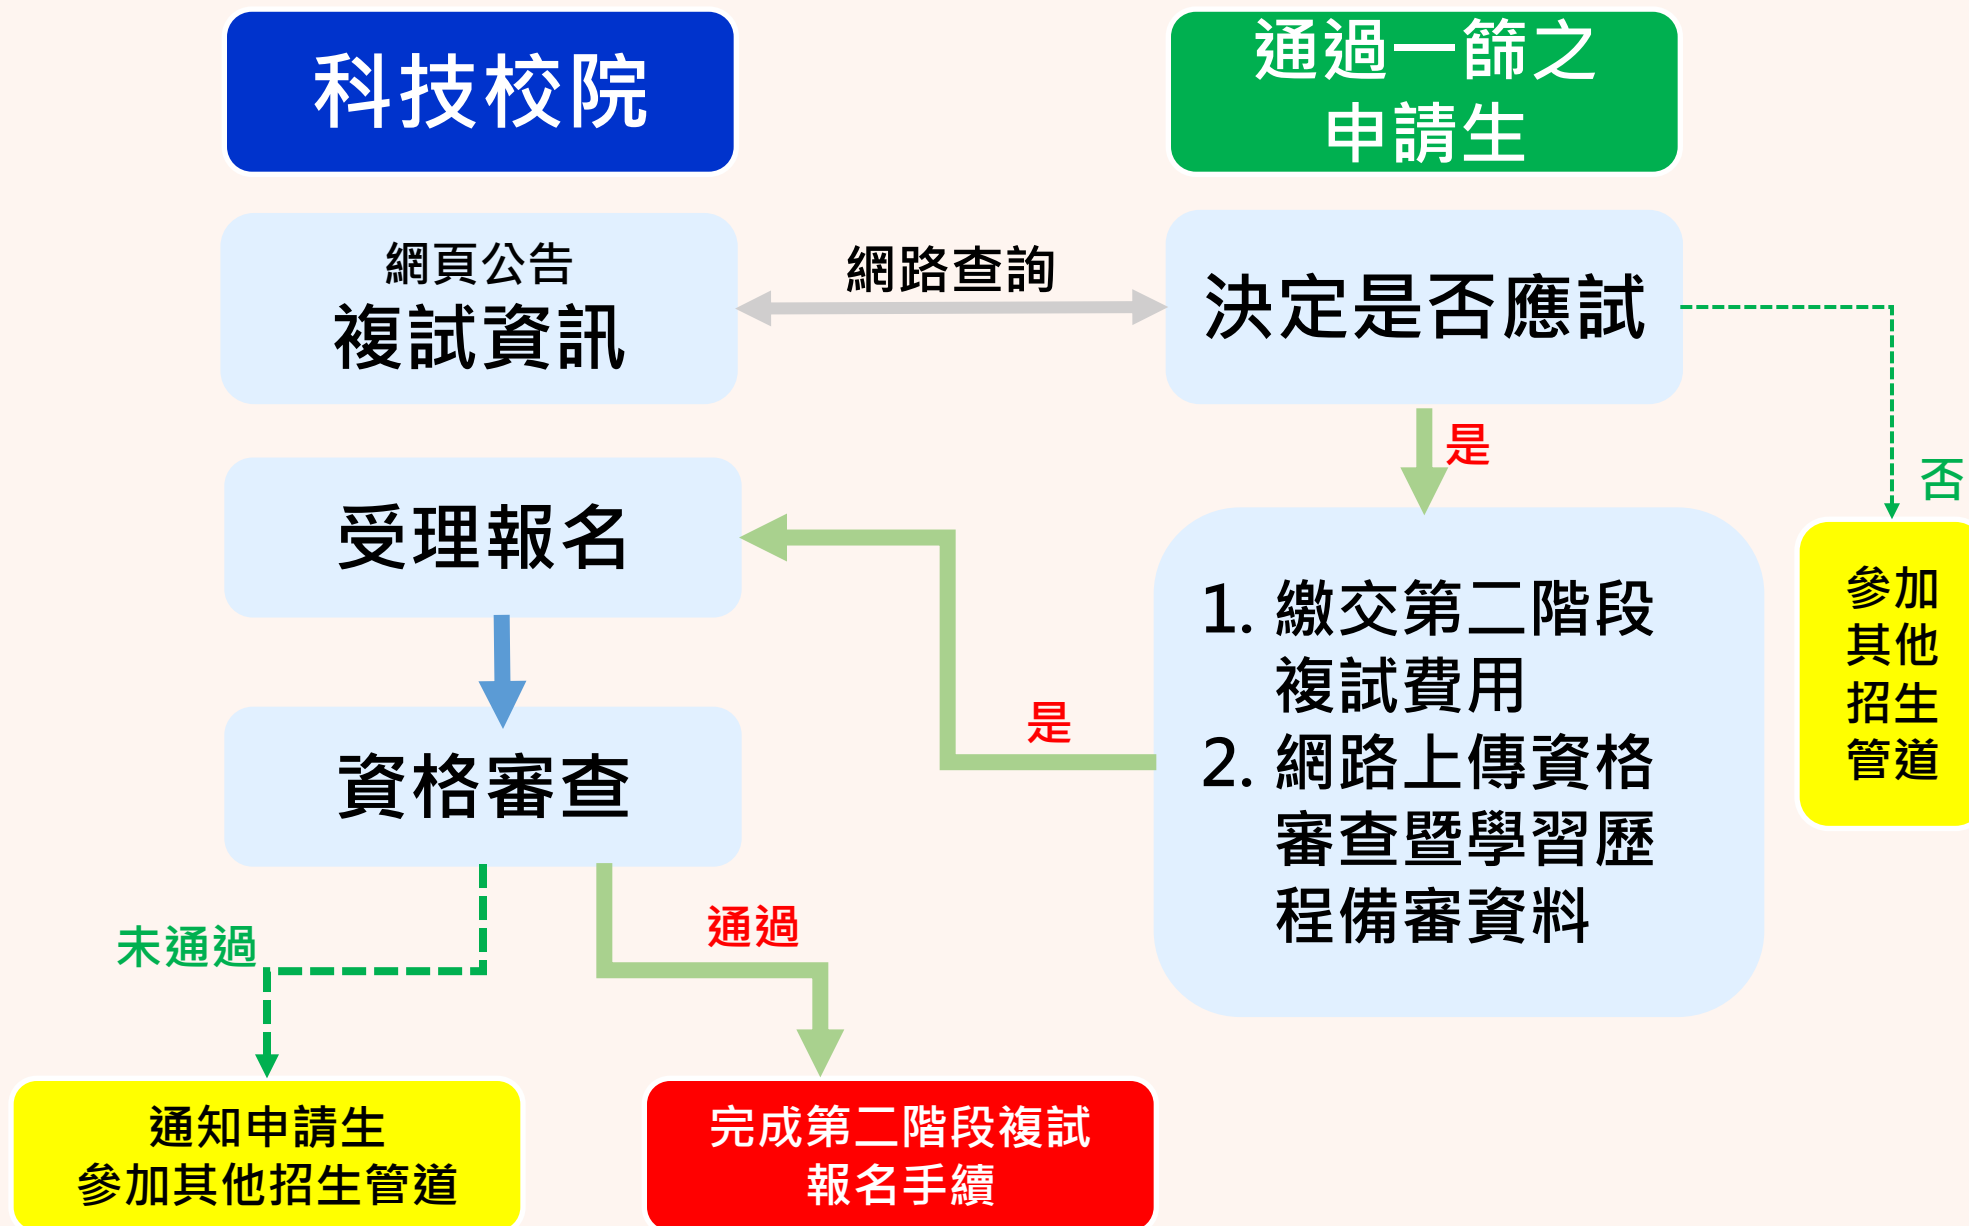 科技校院
通過一篩之
申請生
網頁公告
複試資訊
網路查詢
決定是否應試
是
否
受理報名
1. 繳交第二階段
複試費用
2. 網路上傳資格
審查暨學習歷
程備審資料
參加
其他
招生
管道
是
資格審查
未通過
通過
通知申請生
參加其他招生管道
完成第二階段複試
報名手續